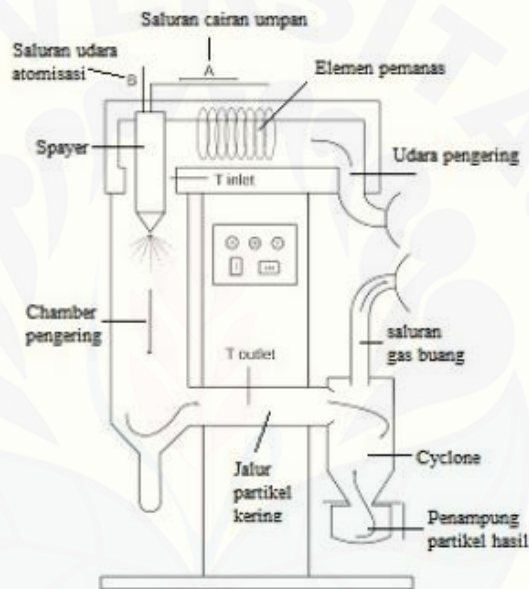 Saluran cairan umpan
Saluran udara
atomisasi
B
A
Elemen pemanas
Spayer
Udara pengering
T inlet
Chamber
pengering
T outlet
saluran
gas buang
Jalur
partikel
kering
Cyclone
Penampung
partikel hasil